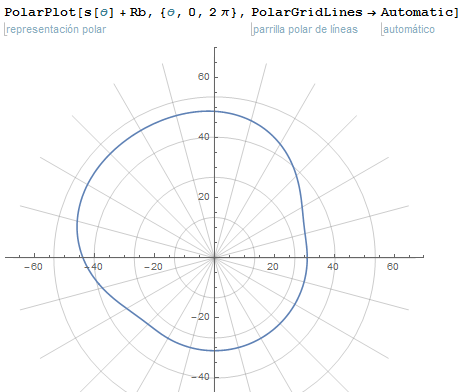 PolarPlot[s[θ] + Rb, {θ, 0, 2 π}, PolarGridLines → Automatic]
representación polar parrilla polar de líneas automático
60
40
20
-60 -40 -20 20 40 60
-20
-40